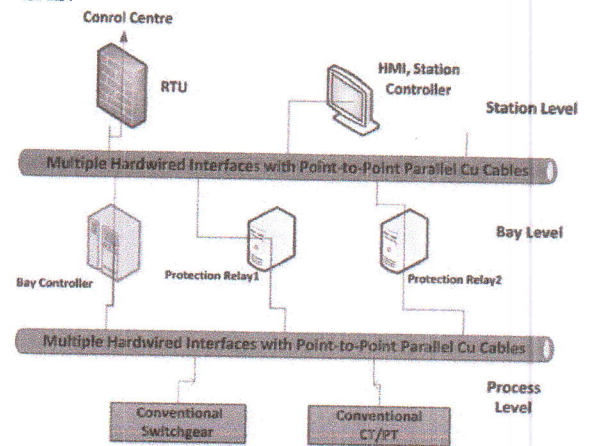 Conrol Centre
RTU
HMI, Station
Controller
Station Level
Multiple Hardwired Interfaces with Point-to-Point Parallel Cu Cables
Bay Level
Bay Controller
Protection Relay1
Protection Relay2
Multiple Hardwired Interfaces with Point-to-Point Parallel Cu Cables
Process
Level
Conventional
Switchgear
Conventional
CT/PT